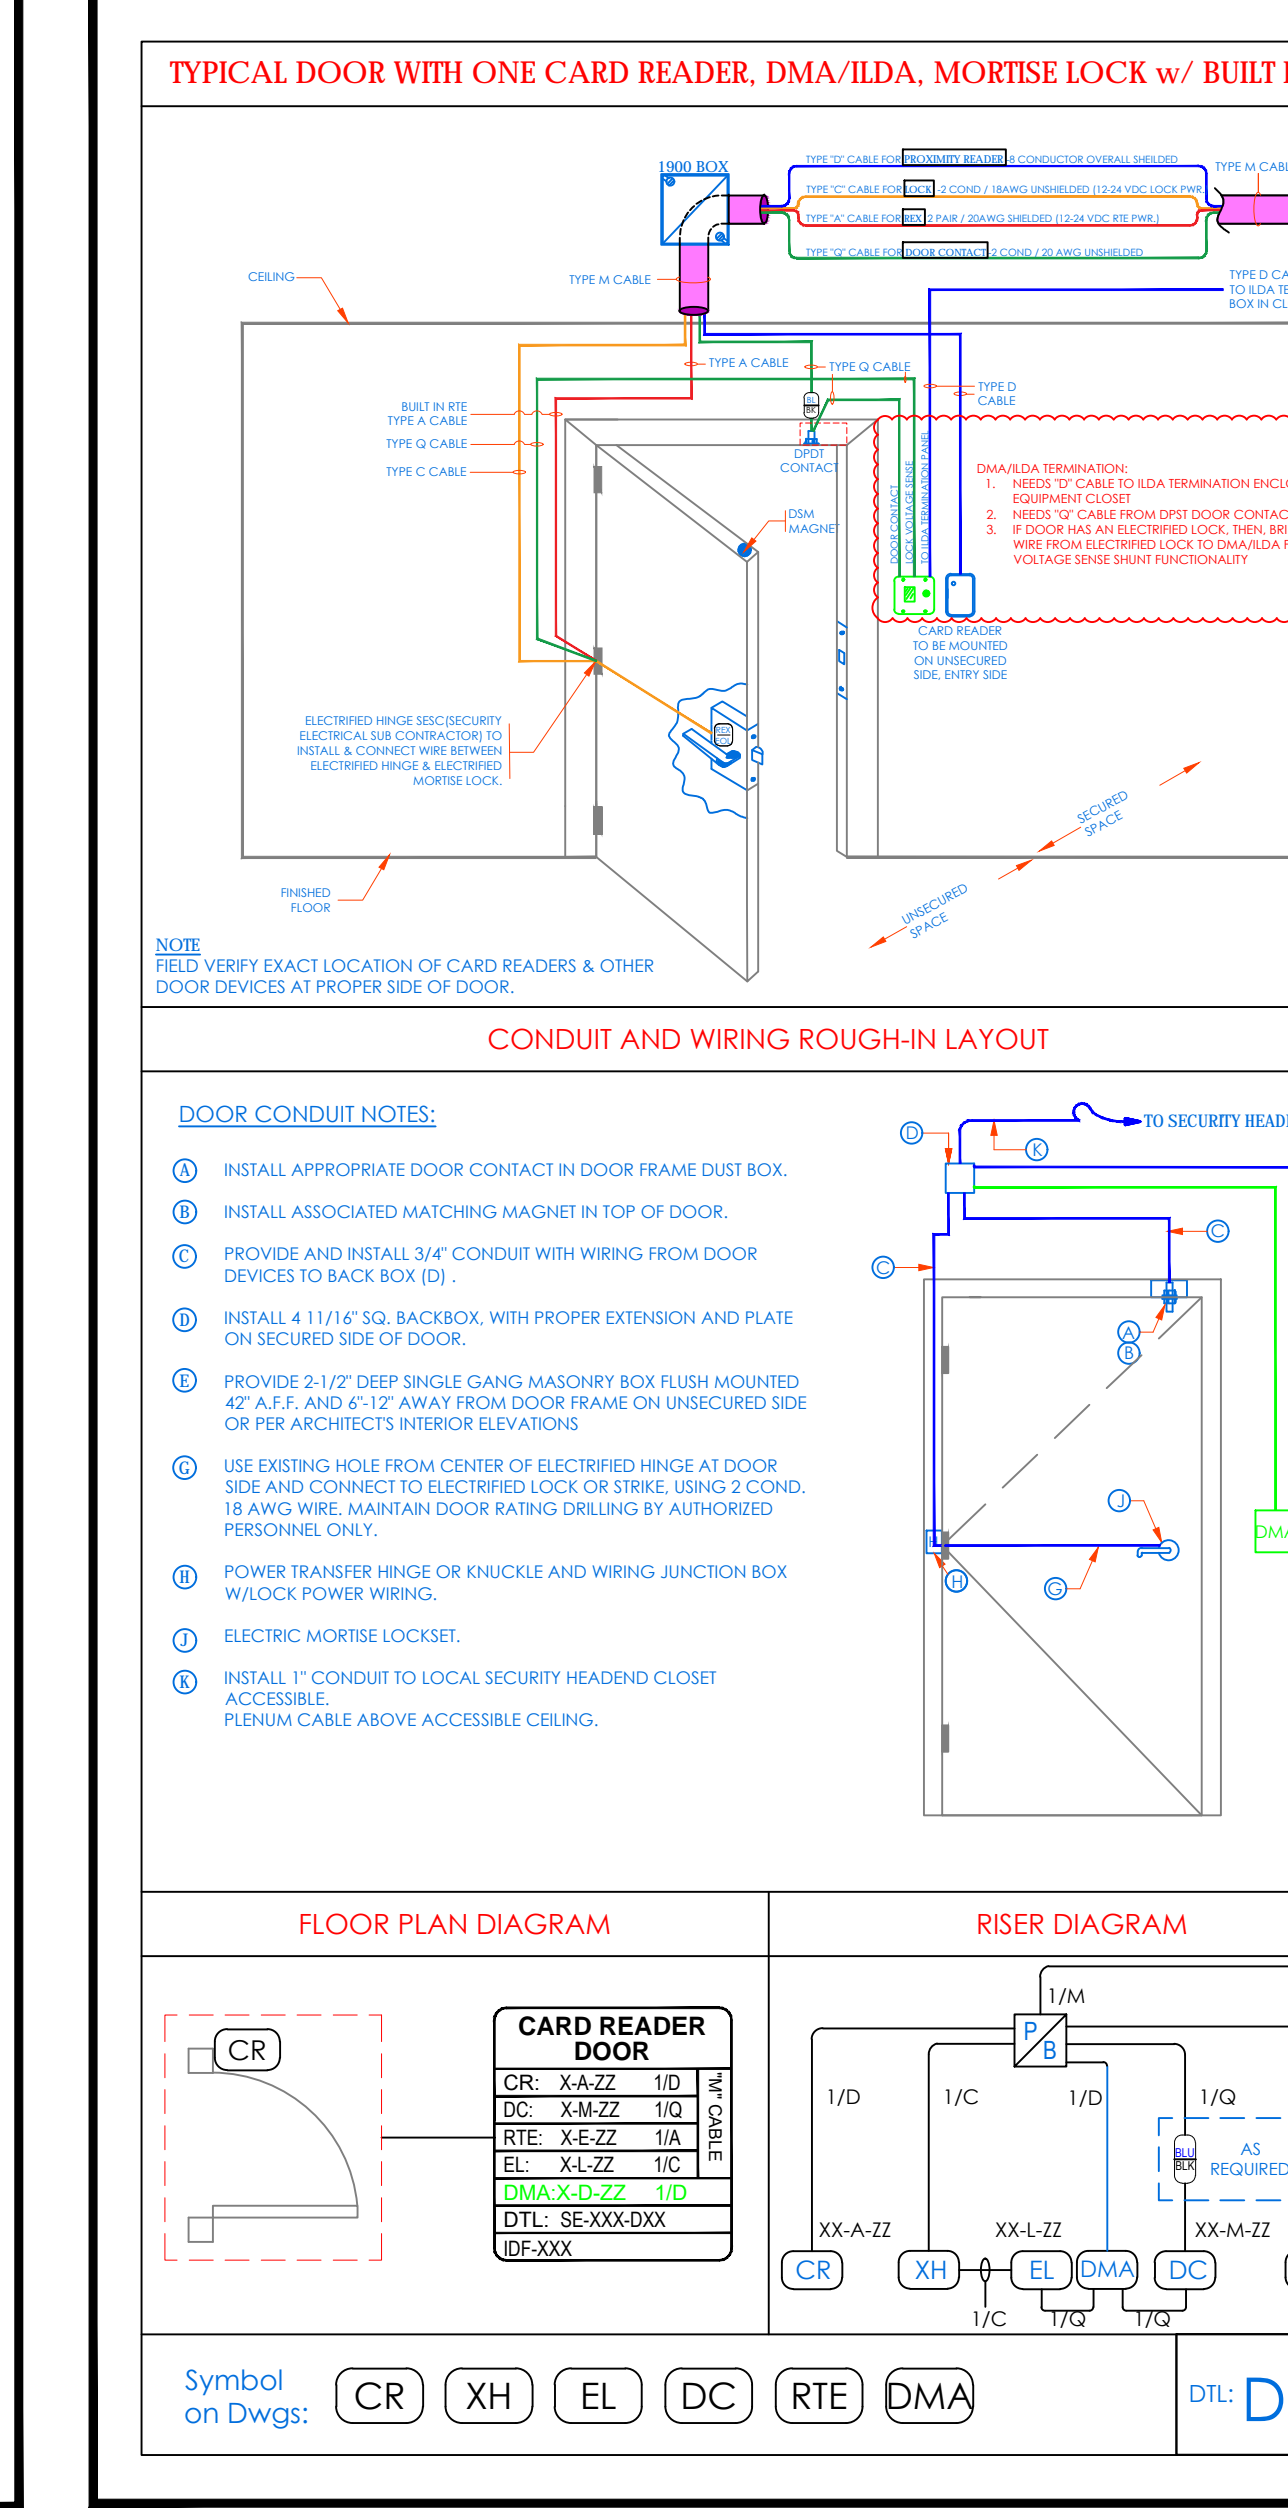 TYPICAL DOOR WITH ONE CARD READER, DMA/ILDA, MORTISE LOCK w/ BUILT
1900 BOX
TYPE "D" CABLE FOR PROXIMITY READER-8 CONDUCTOR OVERALL SHEILDED
TYPE "C" CABLE FOR LOCK -2 COND / 18AWG UNSHIELDED (12-24 VDC LOCK PWR.)
TYPE "A" CABLE FOR REX 2 PAIR / 20AWG SHIELDED (12-24 VDC RTE PWR.)
TYPE "Q" CABLE FOR DOOR CONTACT-2 COND / 20 AWG UNSHIELDED
TYPE M CABL
TYPE M CABLE
CEILING
TYPE D CA
TO ILDA TE
BOX IN CL
TYPE A CABLE
TYPE Q CABLE
TYPE D
CABLE
BUILT IN RTE
TYPE A CABLE
TYPE Q CABLE
TYPE C CABLE
BL
BK
DPDT
CONTACT
DSM
MAGNET
DOOR CONTACT
LOCK VOLTAGE SENSE
TO ILDA TERMINATION PANEL
DMA/ILDA TERMINATION:
1. NEEDS "D" CABLE TO ILDA TERMINATION ENCLO
EQUIPMENT CLOSET
2. NEEDS "Q" CABLE FROM DPST DOOR CONTAC
3. IF DOOR HAS AN ELECTRIFIED LOCK, THEN, BRI
WIRE FROM ELECTRIFIED LOCK TO DMA/ILDA F
VOLTAGE SENSE SHUNT FUNCTIONALITY
CARD READER
TO BE MOUNTED
ON UNSECURED
SIDE, ENTRY SIDE
ELECTRIFIED HINGE SESC(SECURITY
ELECTRICAL SUB CONTRACTOR) TO
INSTALL & CONNECT WIRE BETWEEN
ELECTRIFIED HINGE & ELECTRIFIED
MORTISE LOCK.
REX
EOL
SECURED
SPACE
UNSECURED
SPACE
FINISHED
FLOOR
NOTE
FIELD VERIFY EXACT LOCATION OF CARD READERS & OTHER
DOOR DEVICES AT PROPER SIDE OF DOOR.
CONDUIT AND WIRING ROUGH-IN LAYOUT
DOOR CONDUIT NOTES:
A INSTALL APPROPRIATE DOOR CONTACT IN DOOR FRAME DUST BOX.
B INSTALL ASSOCIATED MATCHING MAGNET IN TOP OF DOOR.
C PROVIDE AND INSTALL 3/4" CONDUIT WITH WIRING FROM DOOR
DEVICES TO BACK BOX (D) .
D INSTALL 4 11/16" SQ. BACKBOX, WITH PROPER EXTENSION AND PLATE
ON SECURED SIDE OF DOOR.
E PROVIDE 2-1/2" DEEP SINGLE GANG MASONRY BOX FLUSH MOUNTED
42" A.F.F. AND 6"-12" AWAY FROM DOOR FRAME ON UNSECURED SIDE
OR PER ARCHITECT'S INTERIOR ELEVATIONS
G USE EXISTING HOLE FROM CENTER OF ELECTRIFIED HINGE AT DOOR
SIDE AND CONNECT TO ELECTRIFIED LOCK OR STRIKE, USING 2 COND.
18 AWG WIRE. MAINTAIN DOOR RATING DRILLING BY AUTHORIZED
PERSONNEL ONLY.
H POWER TRANSFER HINGE OR KNUCKLE AND WIRING JUNCTION BOX
W/LOCK POWER WIRING.
J ELECTRIC MORTISE LOCKSET.
K INSTALL 1" CONDUIT TO LOCAL SECURITY HEADEND CLOSET
ACCESSIBLE.
PLENUM CABLE ABOVE ACCESSIBLE CEILING.
TO SECURITY HEAD
D
K
C
C
A
B
J
DMA
H
H
G
FLOOR PLAN DIAGRAM
CR
CARD READER
DOOR
CR: X-A-ZZ 1/D
DC: X-M-ZZ 1/Q
RTE: X-E-ZZ 1/A
EL: X-L-ZZ 1/C
"M" CABLE
DMA:X-D-ZZ 1/D
DTL: SE-XXX-DXX
IDF-XXX
RISER DIAGRAM
1/M
P
B
1/D
1/C
1/D
1/Q
BLU
BLK
AS
REQUIRED
XX-A-ZZ
XX-L-ZZ
XX-M-ZZ
CR
XH
EL
DMA
DC
1/C
1/Q
1/Q
Symbol
on Dwgs:
CR
XH
EL
DC
RTE
DMA
DTL: D